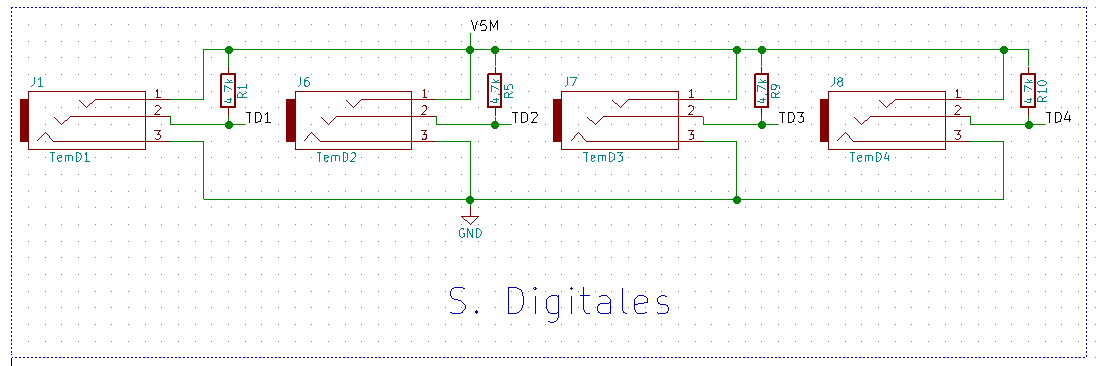 V5M
J1
1
2
3
4.7k
R1
TD1
TemD1
J6
1
2
3
4.7k
R5
TD2
TemD2
J7
1
2
3
4.7k
R9
TD3
TemD3
J8
1
2
3
4.7k
R10
TD4
TemD4
GND
S. Digitales